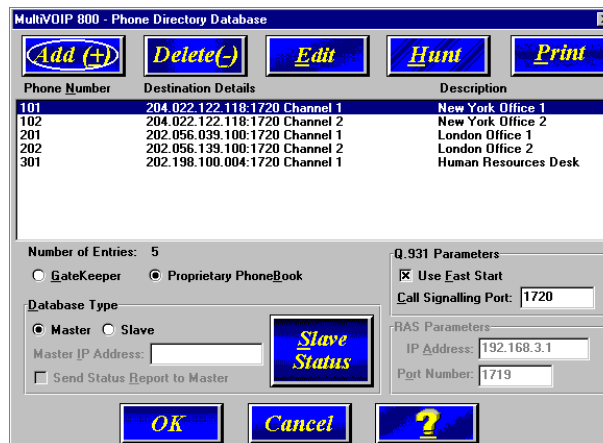 MultiVOIP 800 - Phone Directory Database
Add (+) Delete(-) Edit Hunt Print
Phone Number Destination Details Description
101 204.022.122.118:1720 Channel 1 New York Office 1
102 204.022.122.118:1720 Channel 2 New York Office 2
201 202.056.039.100:1720 Channel 1 London Office 1
202 202.056.139.100:1720 Channel 2 London Office 2
301 202.198.100.004:1720 Channel 1 Human Resources Desk
Number of Entries: 5
GateKeeper Proprietary PhoneBook
Database Type
Master Slave
Master IP Address:
Send Status Report to Master
Slave
Status
Q.931 Parameters
Use Fast Start
Call Signalling Port: 1720
RAS Parameters
IP Address: 192.168.3.1
Port Number: 1719
OK Cancel ?